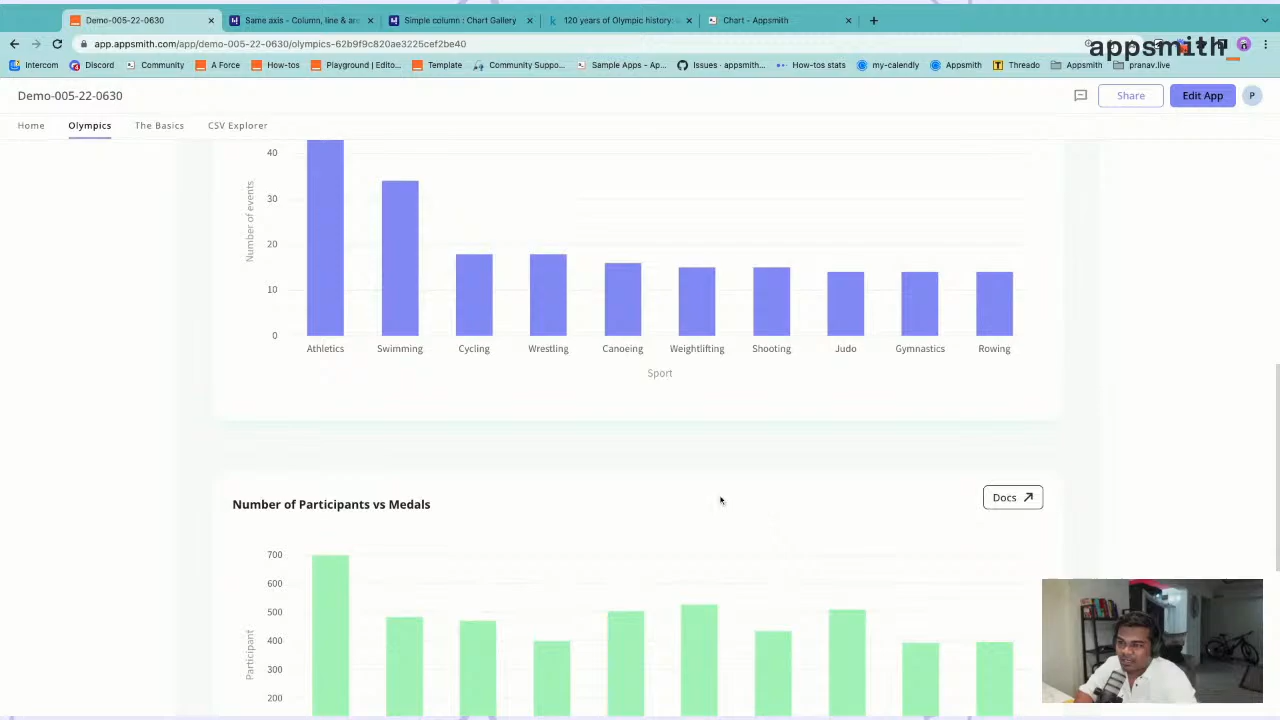 Demo-005-22-0630
Same axis - Column, line & are
Simple column : Chart Gallery
120 years of Olympic history:
Chart - Appsmith
app.appsmith.com/app/demo-005-22-0630/olympics-62b9f9c820ae3225cef2be40
appsmith_
Intercom
Discord
Community
A Force
How-tos
Playground | Edito...
Template
Community Suppo...
Sample Apps - Ap...
Issues · appsmith...
How-tos stats
my-calendly
Appsmith
Threado
Appsmith
pranav.live
Demo-005-22-0630
Share
Edit App
P
Home
Olympics
The Basics
CSV Explorer
40
30
20
10
0
Number of events
Athletics
Swimming
Cycling
Wrestling
Canoeing
Weightlifting
Shooting
Judo
Gymnastics
Rowing
Sport
Number of Participants vs Medals
Docs
700
600
500
400
300
200
Participant